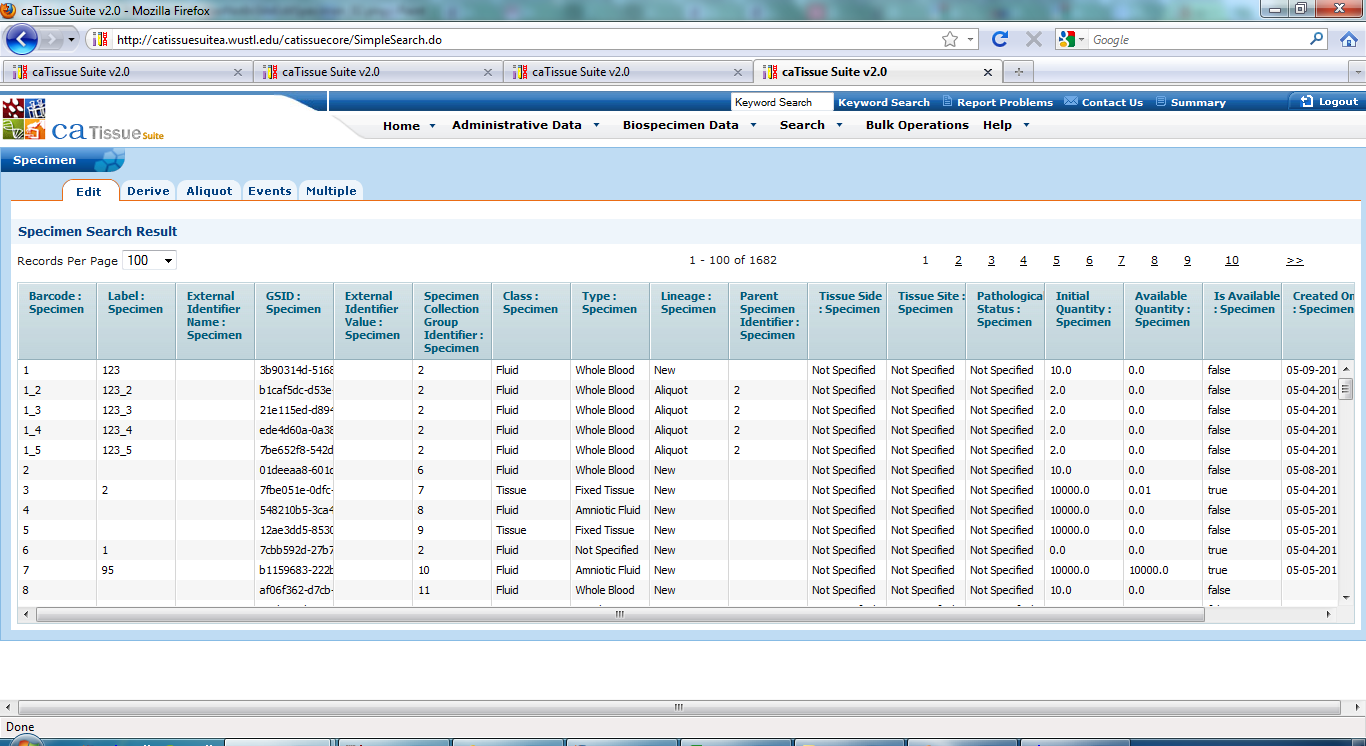 caTissue Suite v2.0 - Mozilla Firefox
http://catissuesuitea.wustl.edu/catissuecore/SimpleSearch.do
Google
caTissue Suite v2.0
caTissue Suite v2.0
caTissue Suite v2.0
caTissue Suite v2.0
Keyword Search
Keyword Search Report Problems Contact Us Summary Logout
ca Tissue Suite
Home Administrative Data Biospecimen Data Search Bulk Operations Help
Specimen
Edit Derive Aliquot Events Multiple
Specimen Search Result
Records Per Page 100 1 - 100 of 1682 1 2 3 4 5 6 7 8 9 10 >>
Barcode : Specimen
Label : Specimen
External Identifier Name : Specimen
GSID : Specimen
External Identifier Value : Specimen
Specimen Collection Group Identifier : Specimen
Class : Specimen
Type : Specimen
Lineage : Specimen
Parent Specimen Identifier : Specimen
Tissue Side : Specimen
Tissue Site : Specimen
Pathological Status : Specimen
Initial Quantity : Specimen
Available Quantity : Specimen
Is Available : Specimen
Created On : Specimen
1 123 3b90314d-5168 2 Fluid Whole Blood New Not Specified Not Specified Not Specified 10.0 0.0 false 05-09-201
1_2 123_2 b1caf5dc-d53e- 2 Fluid Whole Blood Aliquot 2 Not Specified Not Specified Not Specified 2.0 0.0 false 05-04-201
1_3 123_3 21e115ed-d894 2 Fluid Whole Blood Aliquot 2 Not Specified Not Specified Not Specified 2.0 0.0 false 05-04-201
1_4 123_4 ede4d60a-0a38 2 Fluid Whole Blood Aliquot 2 Not Specified Not Specified Not Specified 2.0 0.0 false 05-04-201
1_5 123_5 7be652f8-542d 2 Fluid Whole Blood Aliquot 2 Not Specified Not Specified Not Specified 2.0 0.0 false 05-04-201
2 01deeaa8-601c 6 Fluid Whole Blood New Not Specified Not Specified Not Specified 10.0 0.0 false 05-08-201
3 2 7fbe051e-0dfc- 7 Tissue Fixed Tissue New Not Specified Not Specified Not Specified 10000.0 0.01 true 05-04-201
4 548210b5-3ca4 8 Fluid Amniotic Fluid New Not Specified Not Specified Not Specified 10000.0 0.0 false 05-05-201
5 12ae3dd5-8530 9 Tissue Fixed Tissue New Not Specified Not Specified Not Specified 10000.0 0.0 false 05-05-201
6 1 7cbb592d-27b7 2 Fluid Not Specified New Not Specified Not Specified Not Specified 0.0 0.0 true 05-04-201
7 95 b1159683-222b 10 Fluid Amniotic Fluid New Not Specified Not Specified Not Specified 10000.0 10000.0 true 05-05-201
8 af06f362-d7cb- 11 Fluid Whole Blood New Not Specified Not Specified Not Specified 10.0 0.0 false
Done